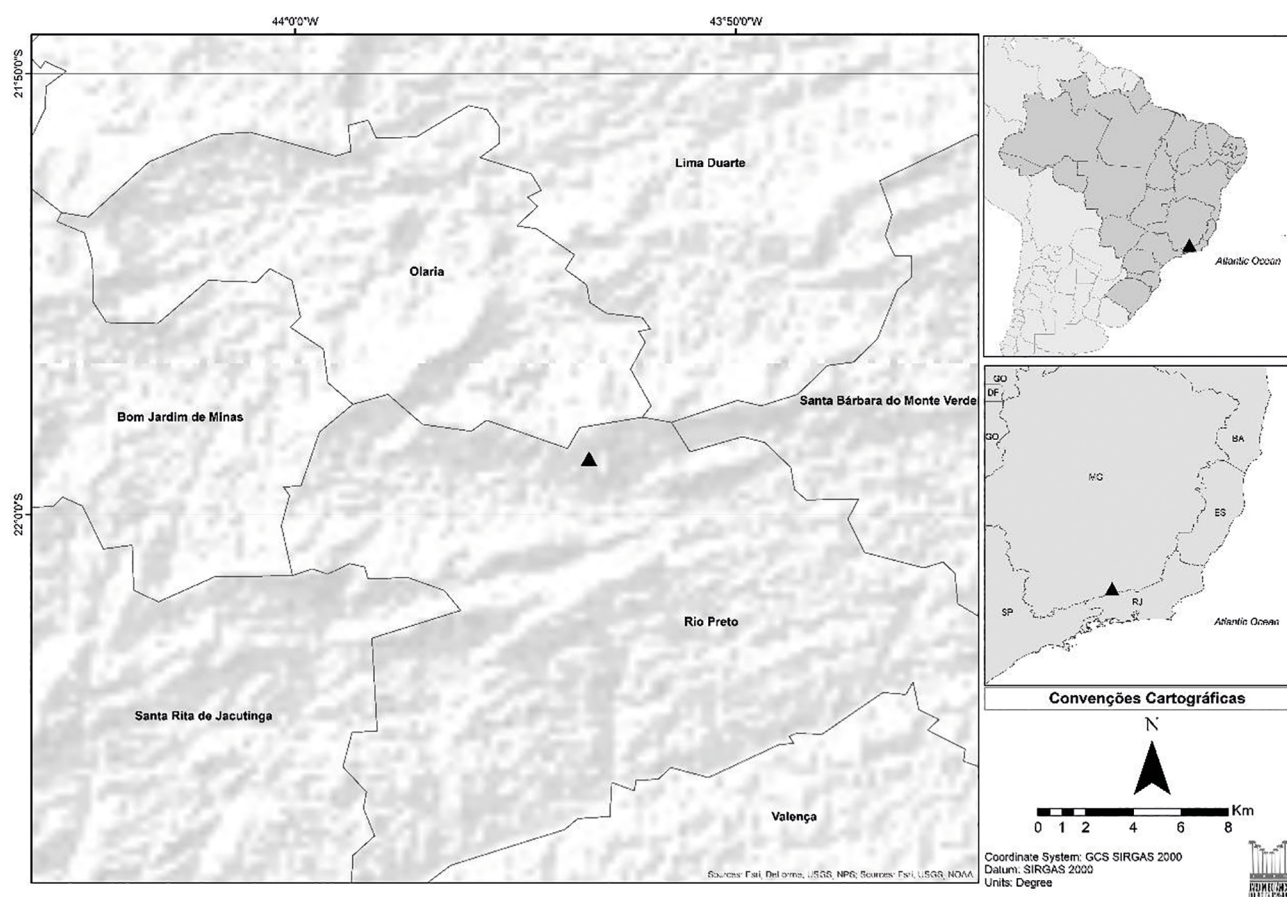 44°0'0"W
43°50'0"W
21°50'0"S
22°0'0"S
Lima Duarte
Olaria
Bom Jardim de Minas
Santa Bárbara do Monte Verde
Rio Preto
Santa Rita de Jacutinga
Valença
Sources: Esri, DeLorme, USGS, NPS; Sources: Esri, USGS, NOAA
Atlantic Ocean
GO
DF
GO
BA
MG
ES
SP
RJ
Atlantic Ocean
Convenções Cartográficas
N
Km
0 1 2 4 6 8
Coordinate System: GCS SIRGAS 2000
Datum: SIRGAS 2000
Units: Degree